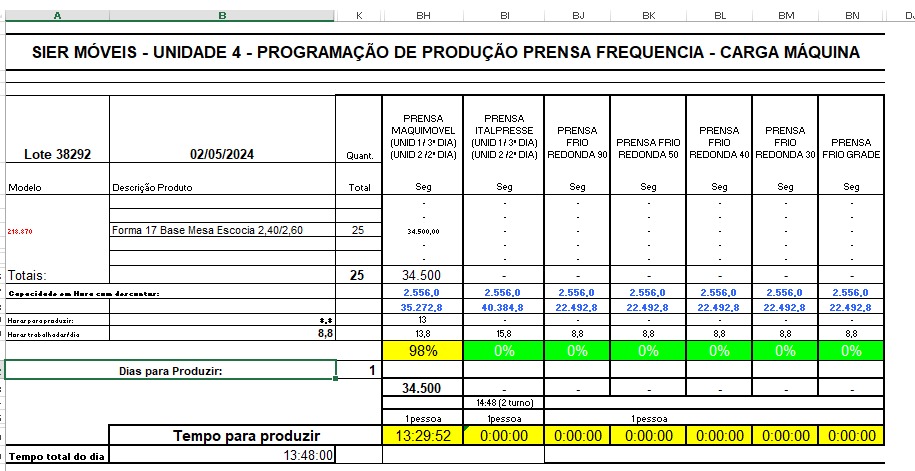 A B K BH BI BJ BK BL BM BN
SIER MÓVEIS - UNIDADE 4 - PROGRAMAÇÃO DE PRODUÇÃO PRENSA FREQUENCIA - CARGA MÁQUINA
Lote 38292 02/05/2024 Quant. PRENSA MAQUIMOVEL (UNID 1/ 3ª DIA) (UNID 2 /2ª DIA) PRENSA ITALPRESSE (UNID 1/ 3ª DIA) (UNID 2 /2ª DIA) PRENSA FRIO REDONDA 90 PRENSA FRIO REDONDA 50 PRENSA FRIO REDONDA 40 PRENSA FRIO REDONDA 30 PRENSA FRIO GRADE
Modelo Descrição Produto Total Seg Seg Seg Seg Seg Seg Seg
- - - - - - -
- - - - - - -
218.870 Forma 17 Base Mesa Escocia 2,40/2,60 25 34.500,00 - - - - - -
- - - - - - -
- - - - - - -
Totais: 25 34.500 - - - - - -
Capacidade em Hora com descontar: 2.556,0 2.556,0 2.556,0 2.556,0 2.556,0 2.556,0 2.556,0
35.272,8 40.384,8 22.492,8 22.492,8 22.492,8 22.492,8 22.492,8
Horas para produzir: 8,8 13 - - - - - -
Horas trabalhadas/dia 8,8 13,8 15,8 8,8 8,8 8,8 8,8 8,8
98% 0% 0% 0% 0% 0% 0%
Dias para Produzir: 1
34.500 - - - - - -
14:48 (2 turno)
1pessoa 1pessoa 1pessoa
Tempo para produzir 13:29:52 0:00:00 0:00:00 0:00:00 0:00:00 0:00:00 0:00:00
Tempo total do dia 13:48:00